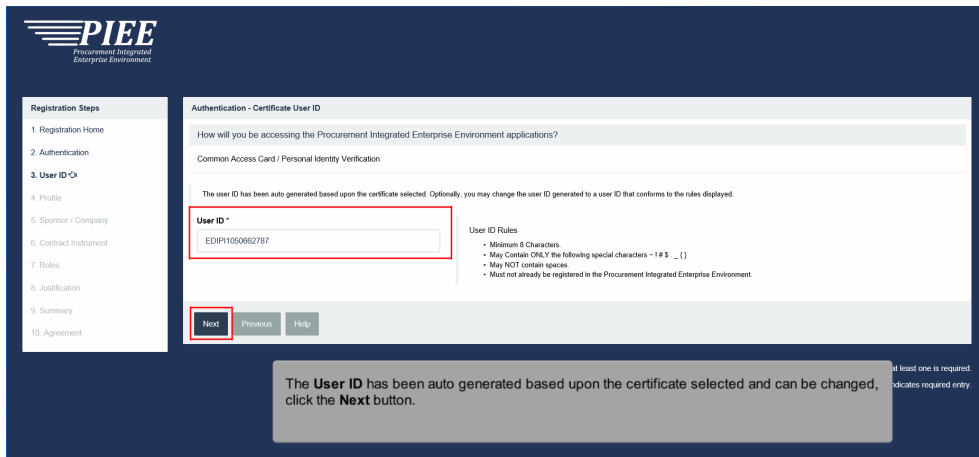 PIEE
Procurement Integrated
Enterprise Environment
Registration Steps
1. Registration Home
2. Authentication
3. User ID
4. Profile
5. Sponsor / Company
6. Contract Instrument
7. Roles
8. Justification
9. Summary
10. Agreement
Authentication - Certificate User ID
How will you be accessing the Procurement Integrated Enterprise Environment applications?
Common Access Card / Personal Identity Verification
The user ID has been auto generated based upon the certificate selected. Optionally, you may change the user ID generated to a user ID that conforms to the rules displayed.
User ID *
EDIPI1050662787
User ID Rules
• Minimum 8 Characters.
• May Contain ONLY the following special characters ~ ! # $ . _ { }
• May NOT contain spaces.
• Must not already be registered in the Procurement Integrated Enterprise Environment.
Next Previous Help
at least one is required.
ndicates required entry.
The User ID has been auto generated based upon the certificate selected and can be changed,
click the Next button.